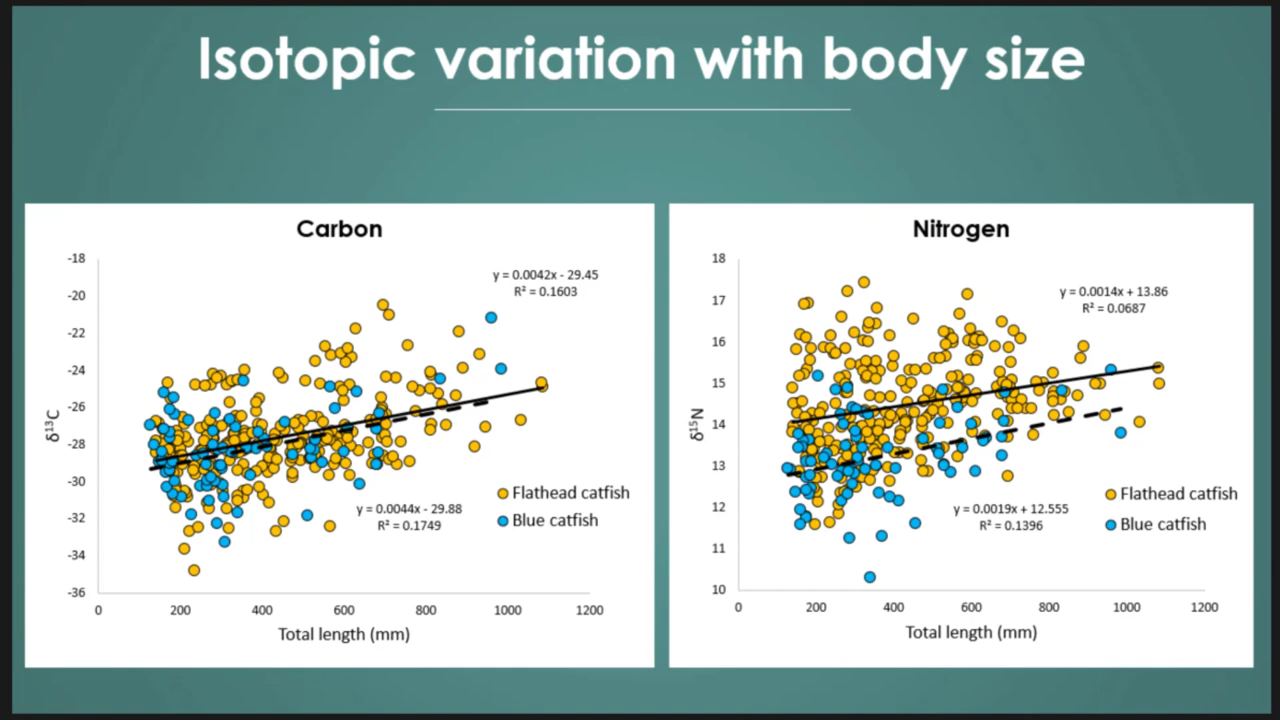 Isotopic variation with body size
Carbon
y = 0.0042x - 29.45
R² = 0.1603
-18
-20
-22
-24
-26
-28
-30
-32
-34
-36
δ¹³C
Flathead catfish
Blue catfish
y = 0.0044x - 29.88
R² = 0.1749
0 200 400 600 800 1000 1200
Total length (mm)
Nitrogen
y = 0.0014x + 13.86
R² = 0.0687
18
17
16
15
14
13
12
11
10
δ¹⁵N
Flathead catfish
Blue catfish
y = 0.0019x + 12.555
R² = 0.1396
0 200 400 600 800 1000 1200
Total length (mm)